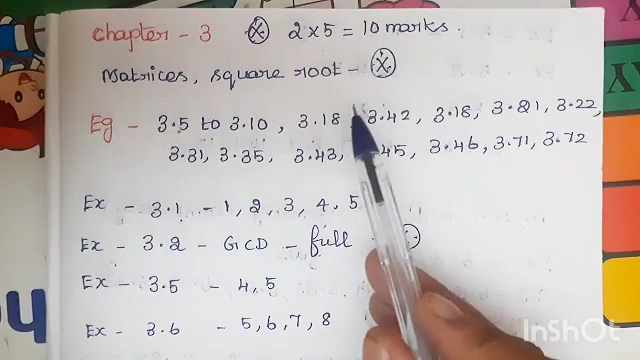 Chapter - 3 2 x 5 = 10 marks.
Matrices, square root -
Eg - 3.5 to 3.10, 3.18 3.42, 3.18, 3.21, 3.22,
3.31, 3.35, 3.43, 45, 3.46, 3.71, 3.72
Ex - 3.1 - 1, 2, 3, 4, 5
Ex - 3.2 - GCD - full -
Ex - 3.5 - 4, 5
Ex - 3.6 - 5, 6, 7, 8
InShOt